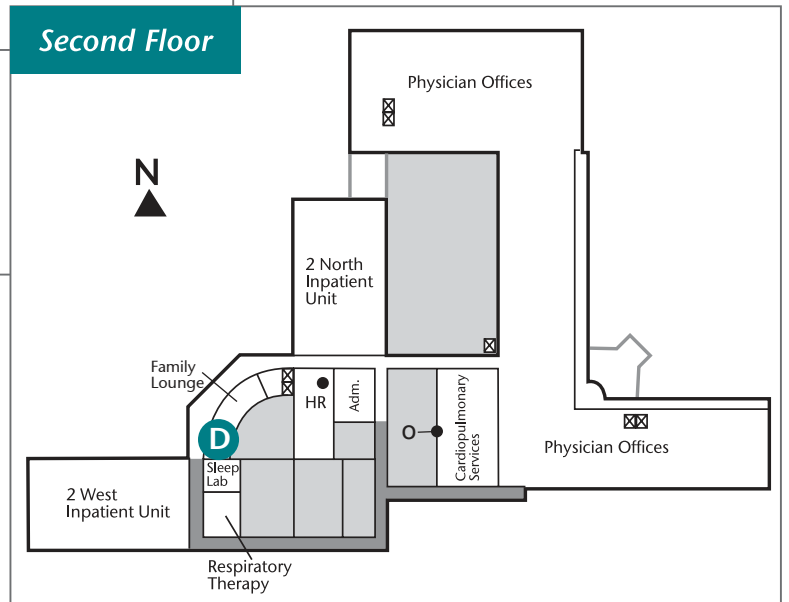 Second Floor
Physician Offices
N
2 North
Inpatient
Unit
Family
Lounge
HR
Adm.
Cardiopulmonary
Services
O
D
Physician Offices
Sleep
Lab
2 West
Inpatient Unit
Respiratory
Therapy